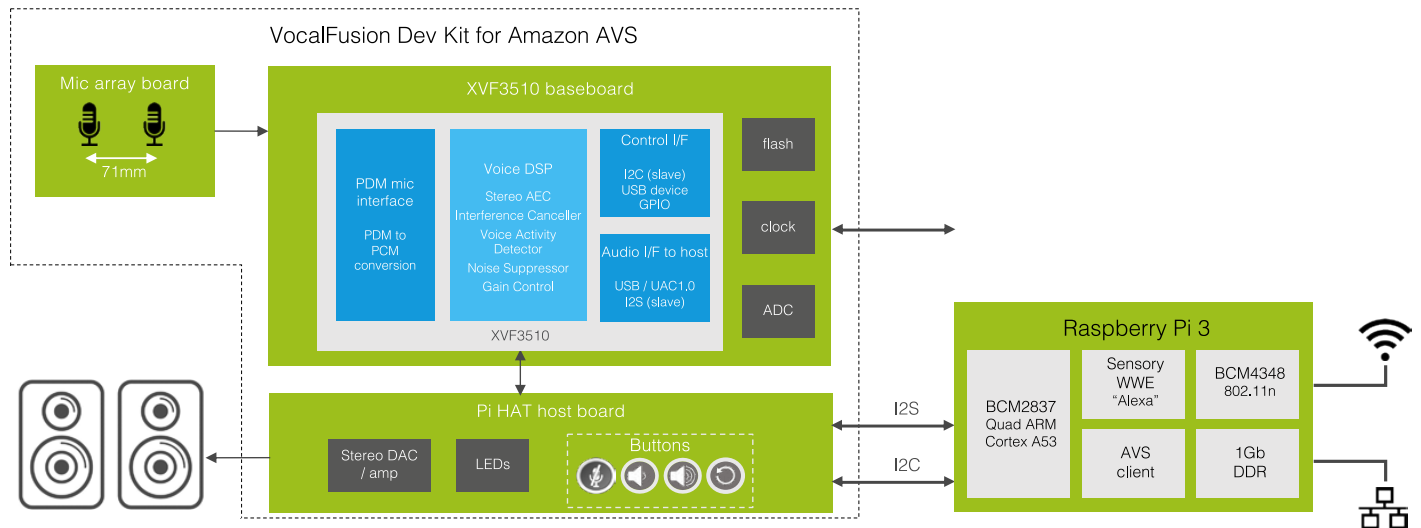 VocalFusion Dev Kit for Amazon AVS
Mic array board
71mm
XVF3510 baseboard
PDM mic
interface
PDM to
PCM
conversion
Voice DSP
Stereo AEC
Interference Canceller
Voice Activity
Detector
Noise Suppressor
Gain Control
Control I/F
I2C (slave)
USB device
GPIO
Audio I/F to host
USB / UAC1.0
I2S (slave)
XVF3510
flash
clock
ADC
Pi HAT host board
Stereo DAC
/ amp
LEDs
Buttons
I2S
I2C
Raspberry Pi 3
BCM2837
Quad ARM
Cortex A53
Sensory
WWE
“Alexa”
BCM4348
802.11n
AVS
client
1Gb
DDR